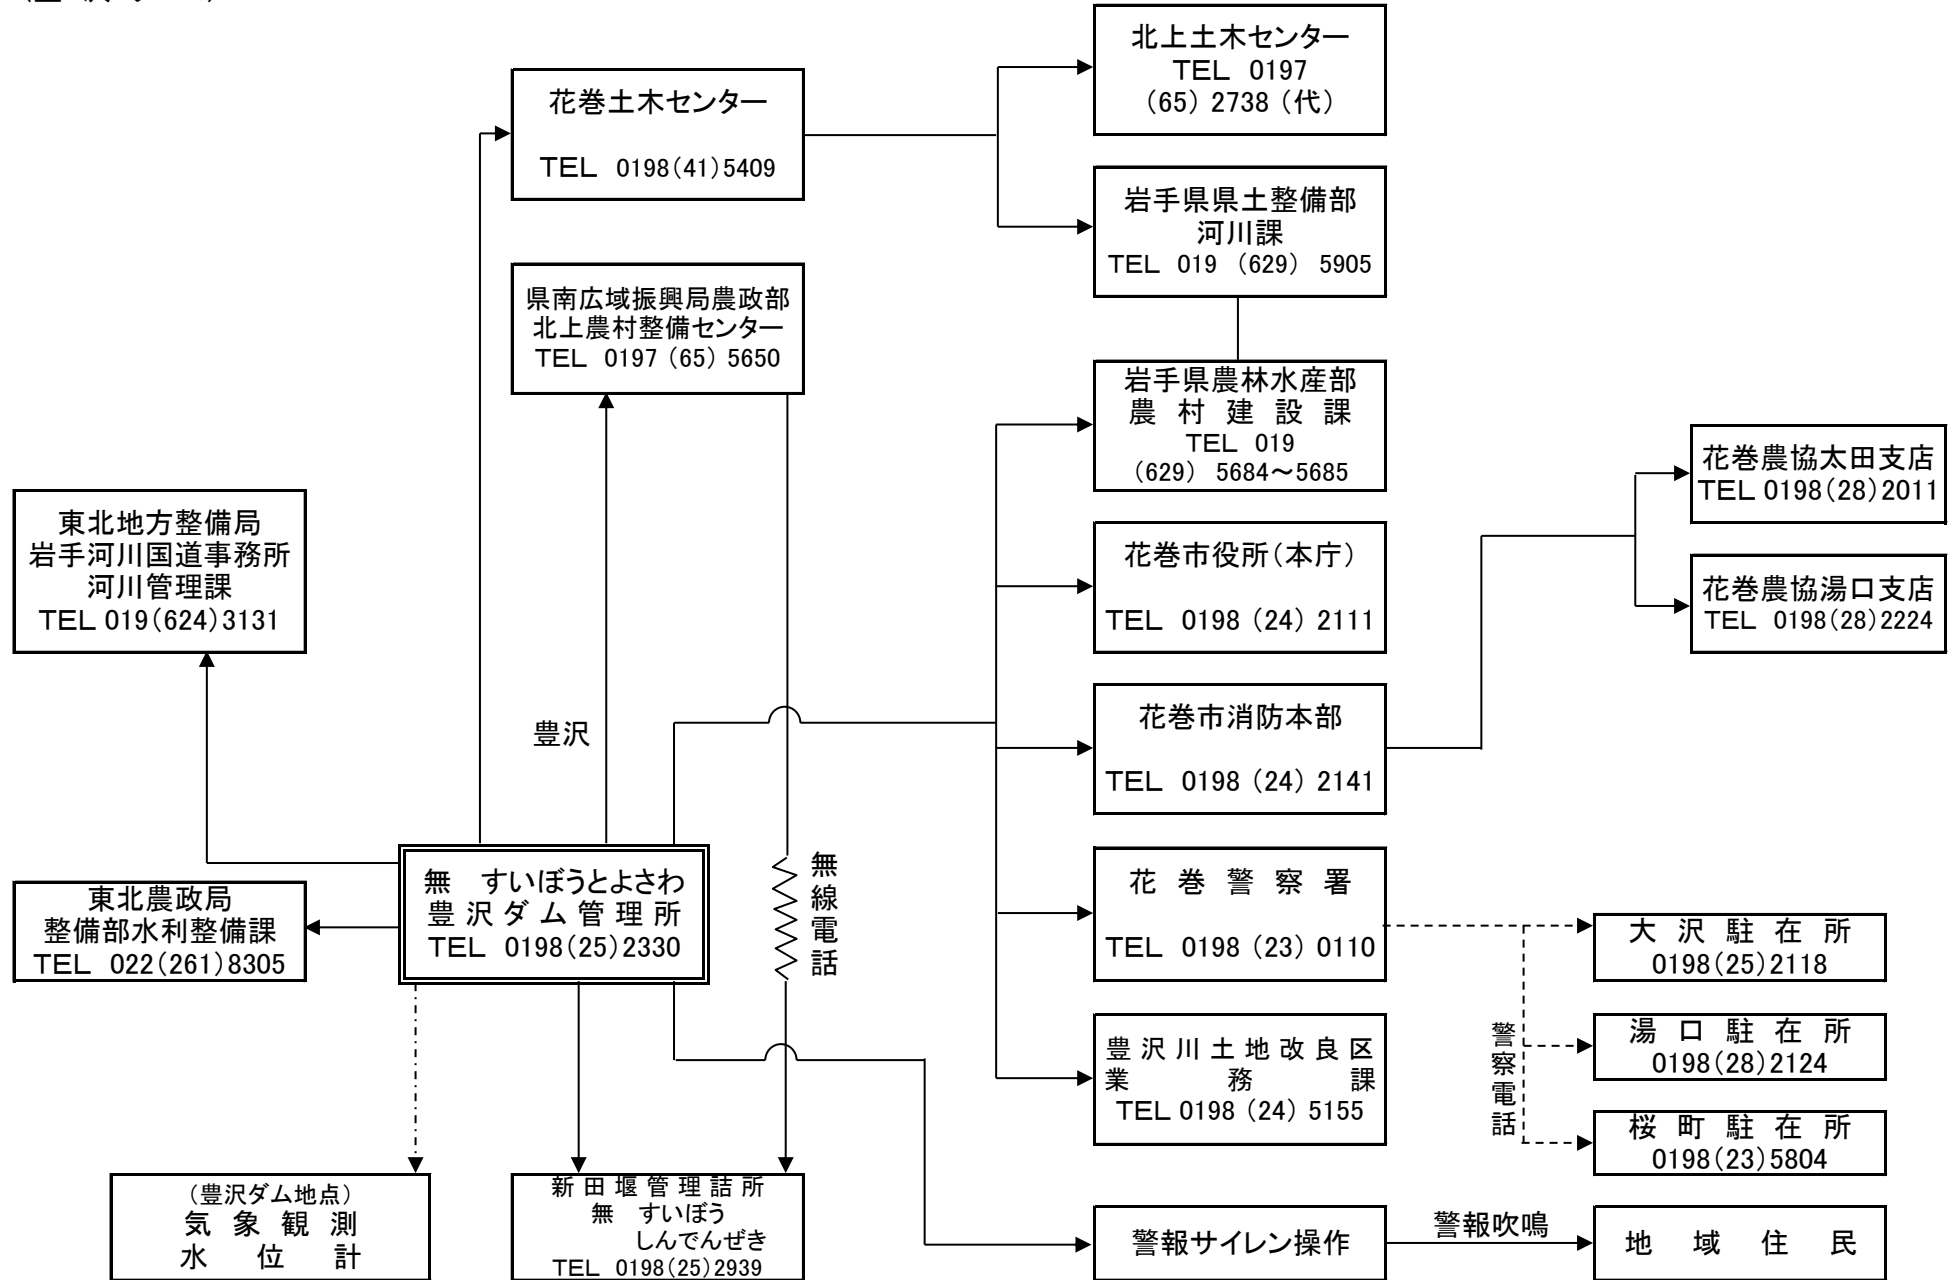 北上土木センター
TEL 0197
(65) 2738 (代)
花巻土木センター
TEL 0198(41)5409
岩手県県土整備部
河川課
TEL 019 (629) 5905
県南広域振興局農政部
北上農村整備センター
TEL 0197 (65) 5650
岩手県農林水産部
農村建設課
TEL 019
(629) 5684～5685
花巻農協太田支店
TEL 0198(28)2011
東北地方整備局
岩手河川国道事務所
河川管理課
TEL 019(624)3131
花巻市役所(本庁)
TEL 0198 (24) 2111
花巻農協湯口支店
TEL 0198(28)2224
豊沢
花巻市消防本部
TEL 0198 (24) 2141
無 すいぼうとよさわ
豊沢ダム管理所
TEL 0198(25)2330
無線電話
東北農政局
整備部水利整備課
TEL 022(261)8305
花巻警察署
TEL 0198 (23) 0110
大沢駐在所
0198(25)2118
警察電話
湯口駐在所
0198(28)2124
豊沢川土地改良区
業務課
TEL 0198 (24) 5155
桜町駐在所
0198(23)5804
(豊沢ダム地点)
気象観測
水位計
新田堰管理詰所
無 すいぼう
しんでんぜき
TEL 0198(25)2939
警報サイレン操作
警報吹鳴
地域住民